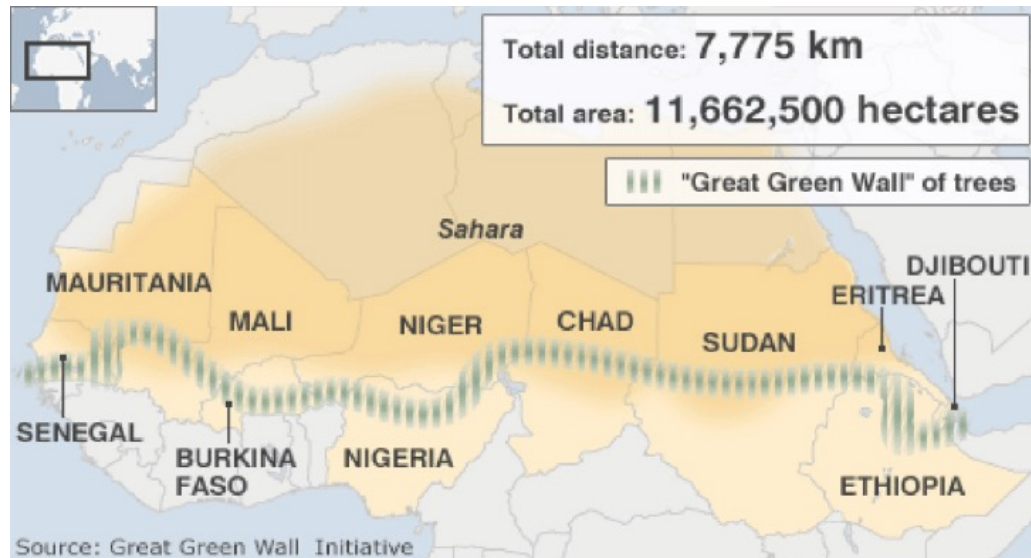 Total distance: 7,775 km
Total area: 11,662,500 hectares
"Great Green Wall" of trees
Sahara
DJIBOUTI
ERITREA
MAURITANIA
MALI
NIGER
CHAD
SUDAN
SENEGAL
BURKINA
FASO
NIGERIA
ETHIOPIA
Source: Great Green Wall Initiative